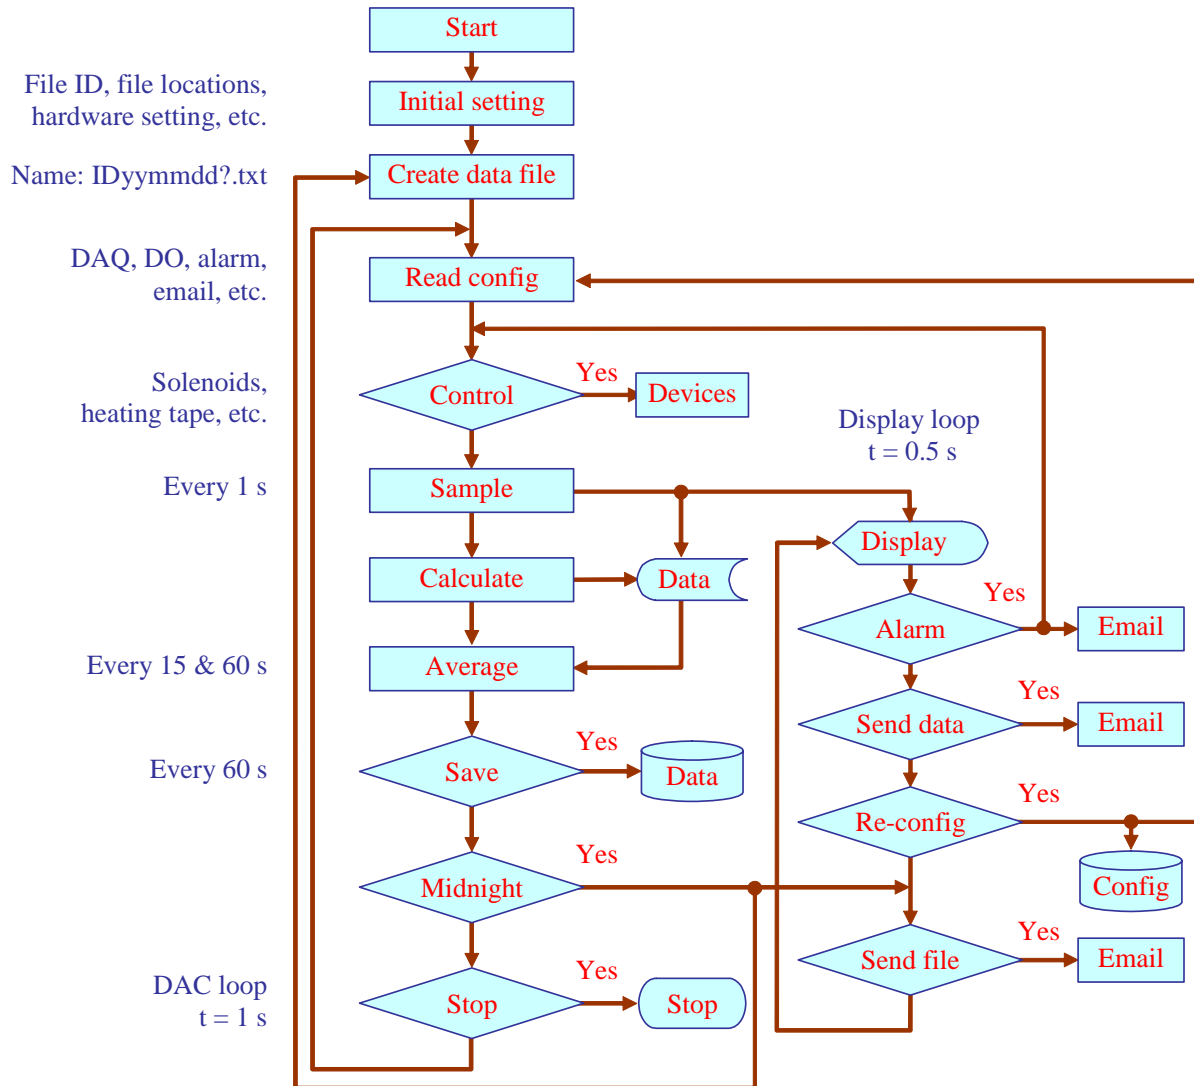 Start
File ID, file locations,
hardware setting, etc.
Initial setting
Name: IDyymmdd?.txt
Create data file
DAQ, DO, alarm,
email, etc.
Read config
Solenoids,
heating tape, etc.
Control
Yes
Devices
Display loop
t = 0.5 s
Every 1 s
Sample
Display
Calculate
Data
Yes
Alarm
Email
Every 15 & 60 s
Average
Yes
Send data
Email
Every 60 s
Save
Yes
Data
Yes
Re-config
Config
Midnight
Yes
Yes
Send file
Email
DAC loop
t = 1 s
Stop
Yes
Stop